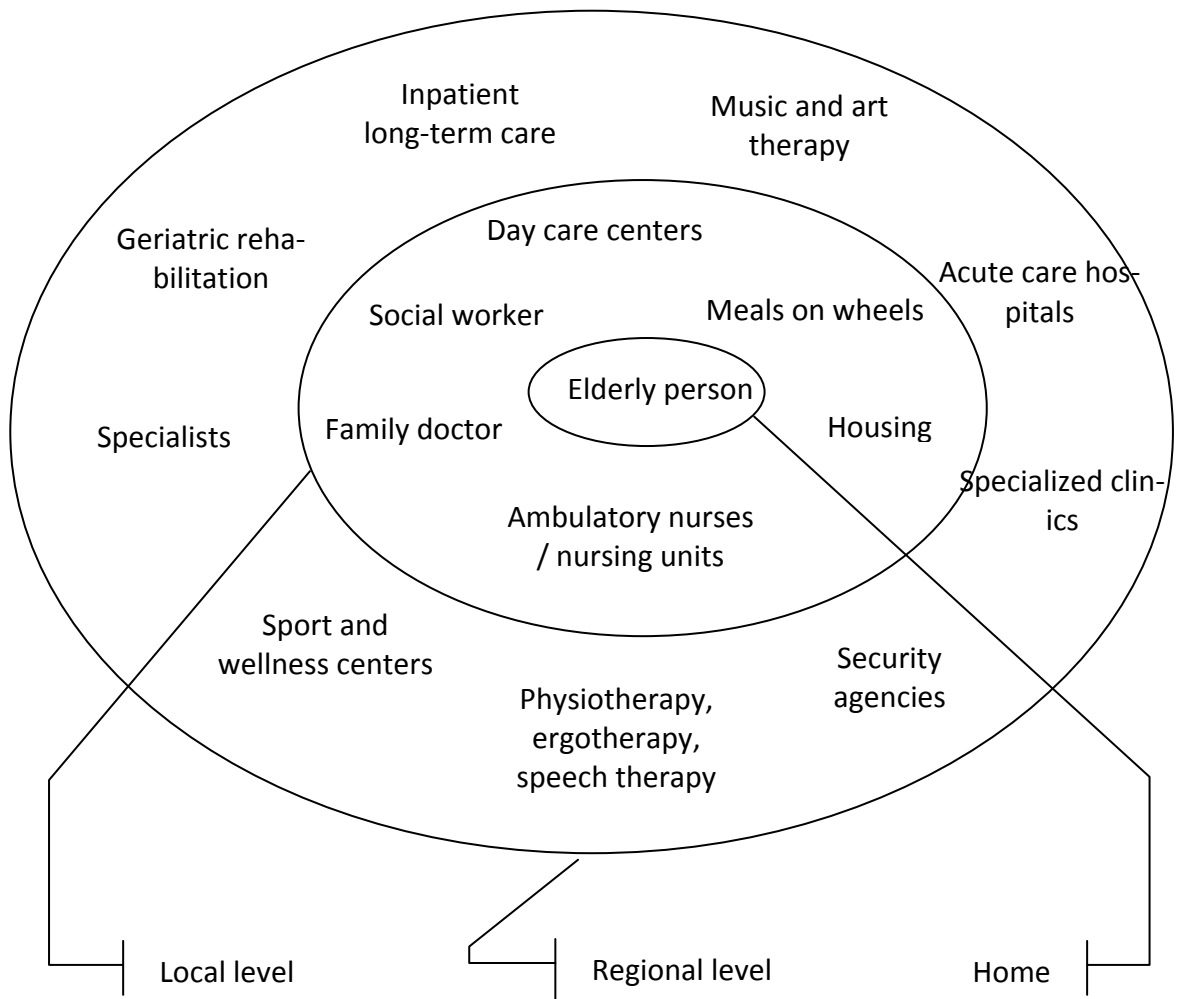 Inpatient
long-term care
Music and art
therapy
Geriatric reha-
bilitation
Day care centers
Acute care hos-
pitals
Social worker
Meals on wheels
Elderly person
Specialists
Family doctor
Housing
Specialized clin-
ics
Ambulatory nurses
/ nursing units
Sport and
wellness centers
Security
agencies
Physiotherapy,
ergotherapy,
speech therapy
Local level
Regional level
Home